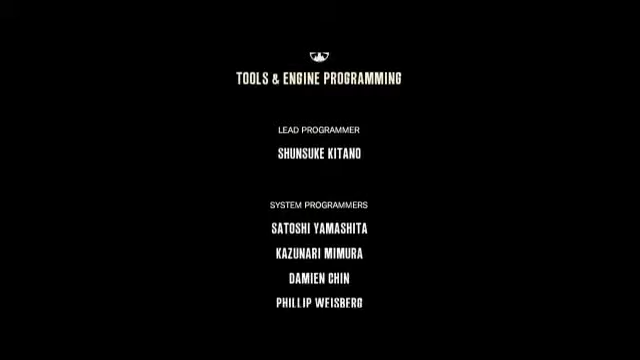 TOOLS & ENGINE PROGRAMMING
LEAD PROGRAMMER
SHUNSUKE KITANO
SYSTEM PROGRAMMERS
SATOSHI YAMASHITA
KAZUNARI MIMURA
DAMIEN CHIN
PHILLIP WEISBERG